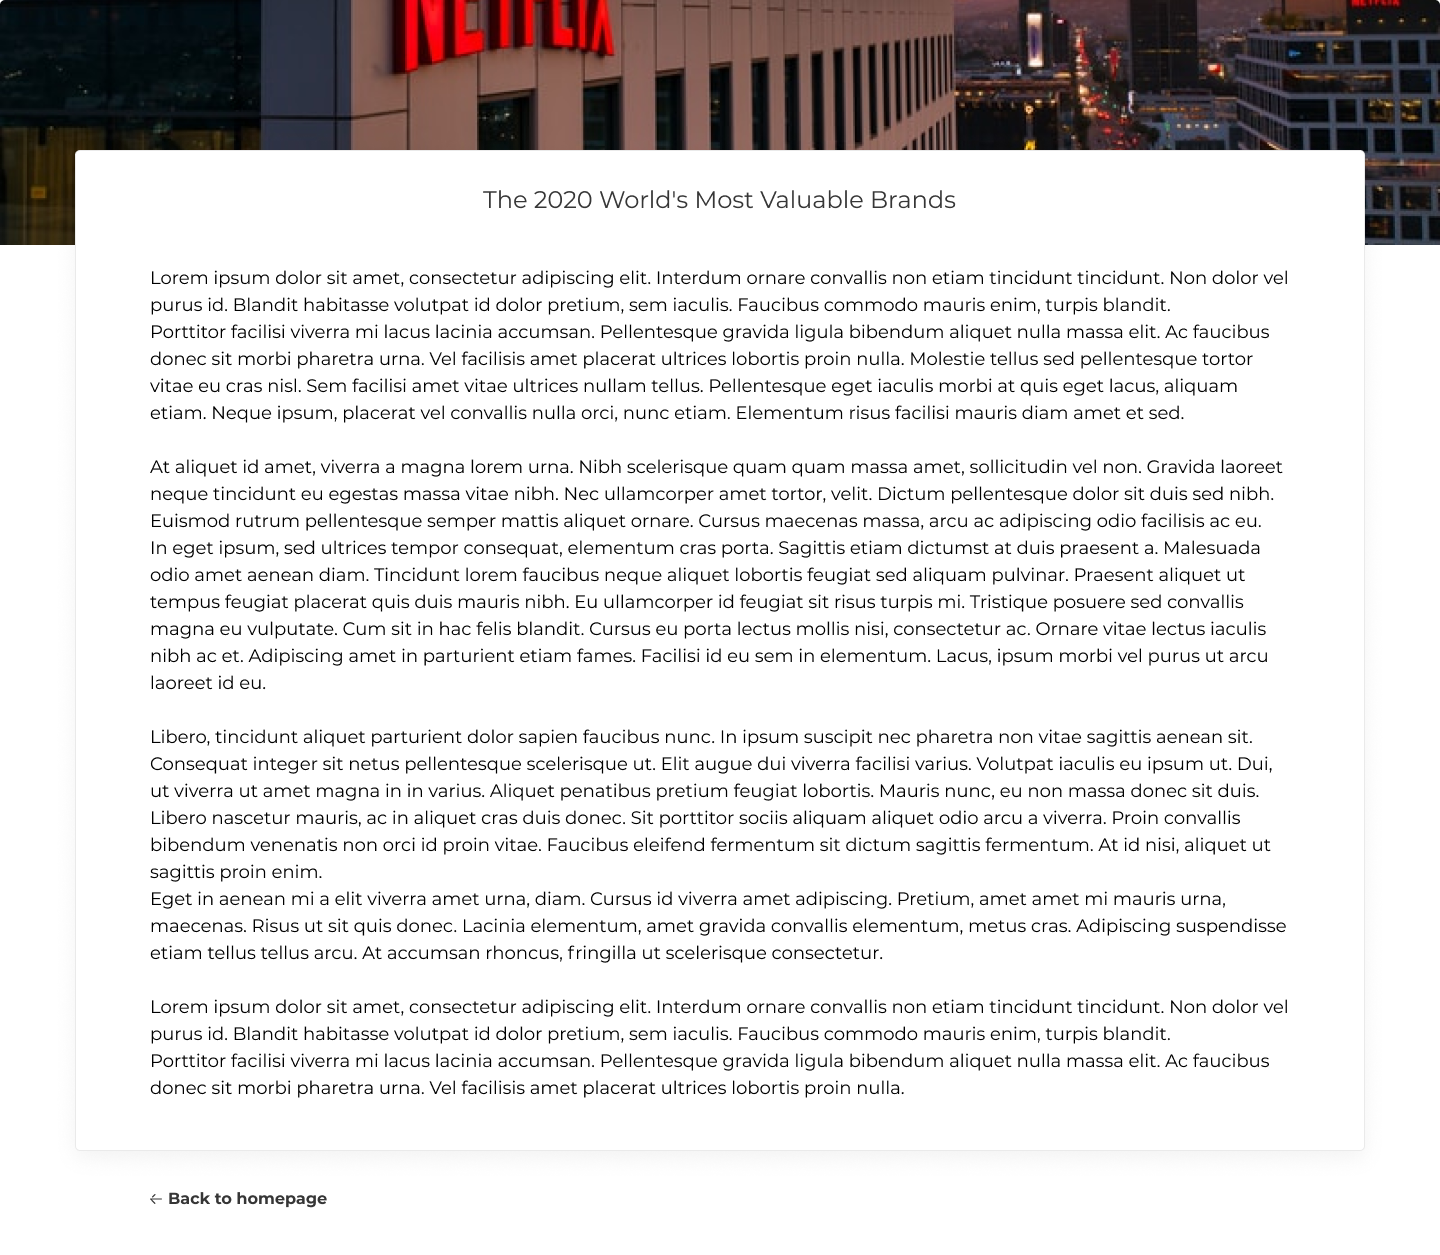 NETFLIX
NETFLIX
The 2020 World's Most Valuable Brands
Lorem ipsum dolor sit amet, consectetur adipiscing elit. Interdum ornare convallis non etiam tincidunt tincidunt. Non dolor vel
purus id. Blandit habitasse volutpat id dolor pretium, sem iaculis. Faucibus commodo mauris enim, turpis blandit.
Porttitor facilisi viverra mi lacus lacinia accumsan. Pellentesque gravida ligula bibendum aliquet nulla massa elit. Ac faucibus
donec sit morbi pharetra urna. Vel facilisis amet placerat ultrices lobortis proin nulla. Molestie tellus sed pellentesque tortor
vitae eu cras nisl. Sem facilisi amet vitae ultrices nullam tellus. Pellentesque eget iaculis morbi at quis eget lacus, aliquam
etiam. Neque ipsum, placerat vel convallis nulla orci, nunc etiam. Elementum risus facilisi mauris diam amet et sed.
At aliquet id amet, viverra a magna lorem urna. Nibh scelerisque quam quam massa amet, sollicitudin vel non. Gravida laoreet
neque tincidunt eu egestas massa vitae nibh. Nec ullamcorper amet tortor, velit. Dictum pellentesque dolor sit duis sed nibh.
Euismod rutrum pellentesque semper mattis aliquet ornare. Cursus maecenas massa, arcu ac adipiscing odio facilisis ac eu.
In eget ipsum, sed ultrices tempor consequat, elementum cras porta. Sagittis etiam dictumst at duis praesent a. Malesuada
odio amet aenean diam. Tincidunt lorem faucibus neque aliquet lobortis feugiat sed aliquam pulvinar. Praesent aliquet ut
tempus feugiat placerat quis duis mauris nibh. Eu ullamcorper id feugiat sit risus turpis mi. Tristique posuere sed convallis
magna eu vulputate. Cum sit in hac felis blandit. Cursus eu porta lectus mollis nisi, consectetur ac. Ornare vitae lectus iaculis
nibh ac et. Adipiscing amet in parturient etiam fames. Facilisi id eu sem in elementum. Lacus, ipsum morbi vel purus ut arcu
laoreet id eu.
Libero, tincidunt aliquet parturient dolor sapien faucibus nunc. In ipsum suscipit nec pharetra non vitae sagittis aenean sit.
Consequat integer sit netus pellentesque scelerisque ut. Elit augue dui viverra facilisi varius. Volutpat iaculis eu ipsum ut. Dui,
ut viverra ut amet magna in in varius. Aliquet penatibus pretium feugiat lobortis. Mauris nunc, eu non massa donec sit duis.
Libero nascetur mauris, ac in aliquet cras duis donec. Sit porttitor sociis aliquam aliquet odio arcu a viverra. Proin convallis
bibendum venenatis non orci id proin vitae. Faucibus eleifend fermentum sit dictum sagittis fermentum. At id nisi, aliquet ut
sagittis proin enim.
Eget in aenean mi a elit viverra amet urna, diam. Cursus id viverra amet adipiscing. Pretium, amet amet mi mauris urna,
maecenas. Risus ut sit quis donec. Lacinia elementum, amet gravida convallis elementum, metus cras. Adipiscing suspendisse
etiam tellus tellus arcu. At accumsan rhoncus, fringilla ut scelerisque consectetur.
Lorem ipsum dolor sit amet, consectetur adipiscing elit. Interdum ornare convallis non etiam tincidunt tincidunt. Non dolor vel
purus id. Blandit habitasse volutpat id dolor pretium, sem iaculis. Faucibus commodo mauris enim, turpis blandit.
Porttitor facilisi viverra mi lacus lacinia accumsan. Pellentesque gravida ligula bibendum aliquet nulla massa elit. Ac faucibus
donec sit morbi pharetra urna. Vel facilisis amet placerat ultrices lobortis proin nulla.
Back to homepage